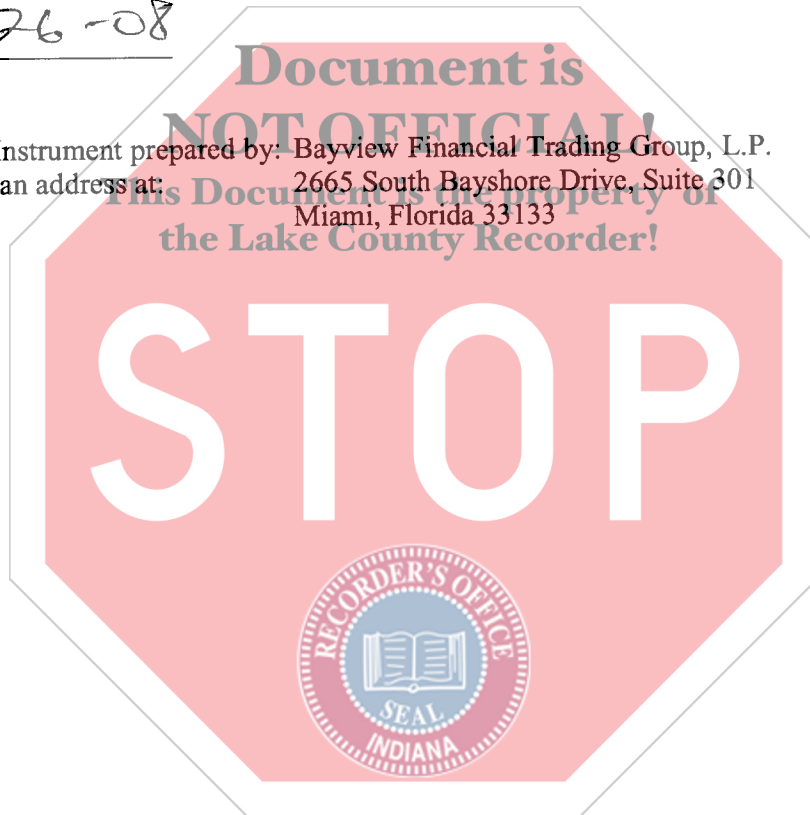 26-08
Document is
NOT OFFICIAL!
Instrument prepared by: Bayview Financial Trading Group, L.P.
an address at: 2665 South Bayshore Drive, Suite 301
This Document is the property of
Miami, Florida 33133
the Lake County Recorder!
STOP
RECORDER'S OFFICE
SEAL
INDIANA